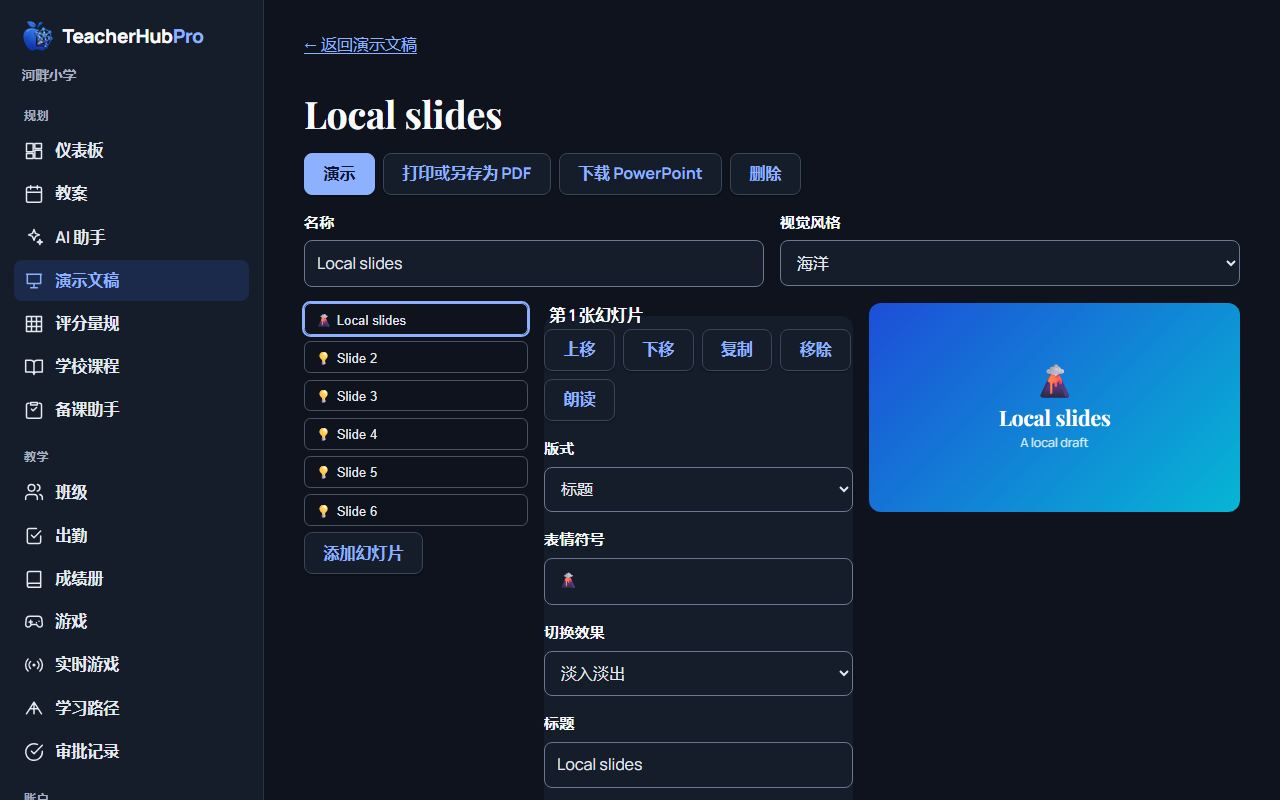 TeacherHubPro
河畔小学
规划
仪表板
教案
AI 助手
演示文稿
评分量规
学校课程
备课助手
教学
班级
出勤
成绩册
游戏
实时游戏
学习路径
审批记录
账户
← 返回演示文稿
Local slides
演示
打印或另存为 PDF
下载 PowerPoint
删除
名称
Local slides
视觉风格
海洋
Local slides
Slide 2
Slide 3
Slide 4
Slide 5
Slide 6
添加幻灯片
第 1 张幻灯片
上移
下移
复制
移除
朗读
版式
标题
表情符号
切换效果
淡入淡出
标题
Local slides
Local slides
A local draft